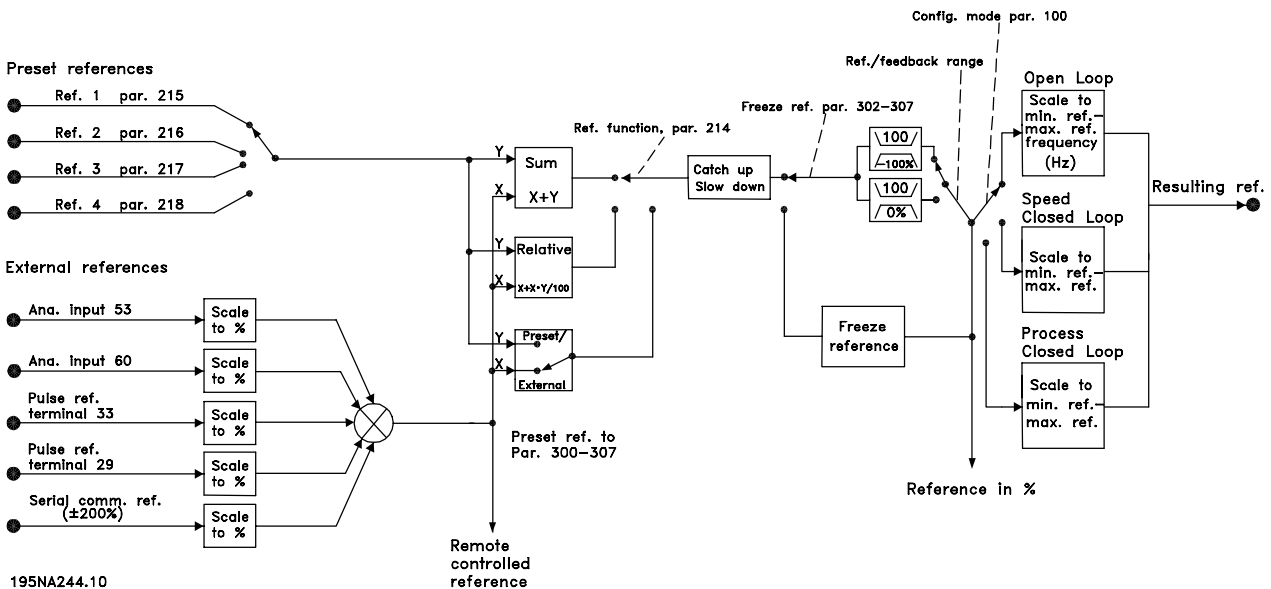 Config. mode par. 100
Ref./feedback range
Preset references
Ref. 1 par. 215
Ref. 2 par. 216
Ref. 3 par. 217
Ref. 4 par. 218
Freeze ref. par. 302-307
Ref. function, par. 214
Y
X
Sum
X+Y
Y
X
Relative
X+X•Y/100
Y
X
Preset/
External
Catch up
Slow down
100
-100%
100
0%
Open Loop
Scale to
min. ref.-
max. ref.
frequency
(Hz)
Resulting ref.
Speed
Closed Loop
Scale to
min. ref.-
max. ref.
Process
Closed Loop
Scale to
min. ref.-
max. ref.
Freeze
reference
Reference in %
External references
Ana. input 53
Scale
to %
Ana. input 60
Scale
to %
Pulse ref.
terminal 33
Scale
to %
Pulse ref.
terminal 29
Scale
to %
Serial comm. ref.
(±200%)
Scale
to %
Preset ref. to
Par. 300-307
Remote
controlled
reference
195NA244.10